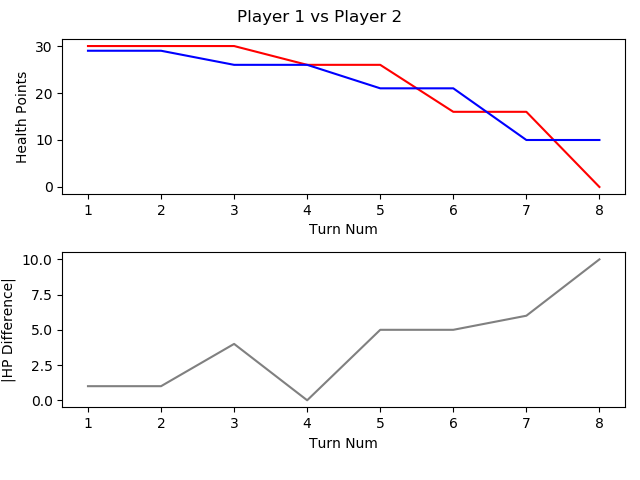 Player 1 vs Player 2
30
20
10
0
Health Points
1 2 3 4 5 6 7 8
Turn Num
10.0
7.5
5.0
2.5
0.0
|HP Difference|
1 2 3 4 5 6 7 8
Turn Num